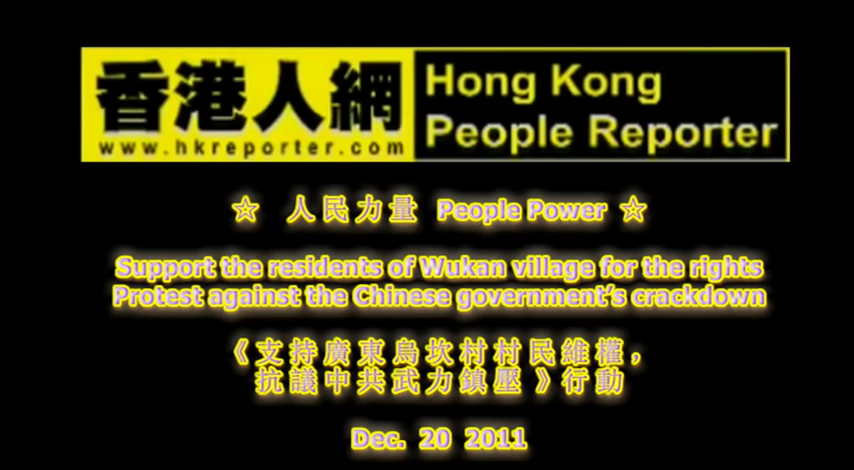 香港人網
www.hkreporter.com
Hong Kong
People Reporter
☆ 人民力量 People Power ☆
Support the residents of Wukan village for the rights
Protest against the Chinese government's crackdown
《支持廣東烏坎村村民維權，
抗議中共武力鎮壓》行動
Dec. 20 2011